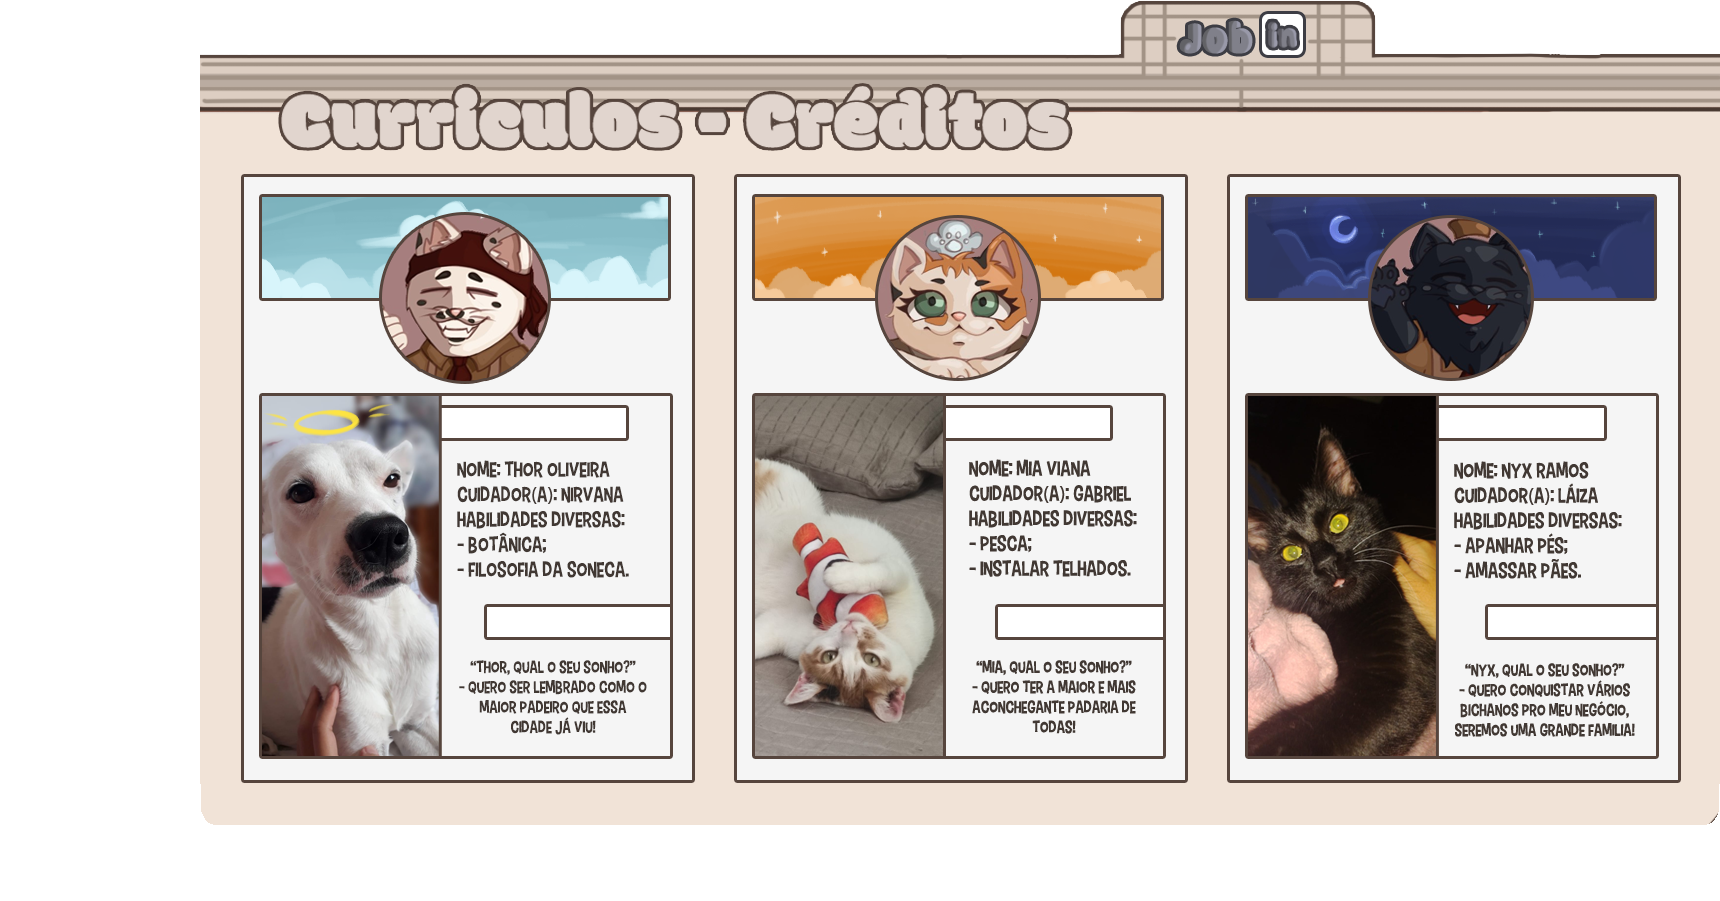 Job in
Curriculos - Créditos
NOME: THOR OLIVEIRA
CUIDADOR(A): NIRVANA
HABILIDADES DIVERSAS:
- BOTÂNICA;
- FILOSOFIA DA SONECA.
“THOR, QUAL O SEU SONHO?”
- QUERO SER LEMBRADO COMO O
MAIOR PADEIRO QUE ESSA
CIDADE JÁ VIU!
NOME: MIA VIANA
CUIDADOR(A): GABRIEL
HABILIDADES DIVERSAS:
- PESCA;
- INSTALAR TELHADOS.
“MIA, QUAL O SEU SONHO?”
- QUERO TER A MAIOR E MAIS
ACONCHEGANTE PADARIA DE
TODAS!
NOME: NYX RAMOS
CUIDADOR(A): LÁIZA
HABILIDADES DIVERSAS:
- APANHAR PÉS;
- AMASSAR PÃES.
“NYX, QUAL O SEU SONHO?”
- QUERO CONQUISTAR VÁRIOS
BICHANOS PRO MEU NEGÓCIO,
SEREMOS UMA GRANDE FAMILIA!